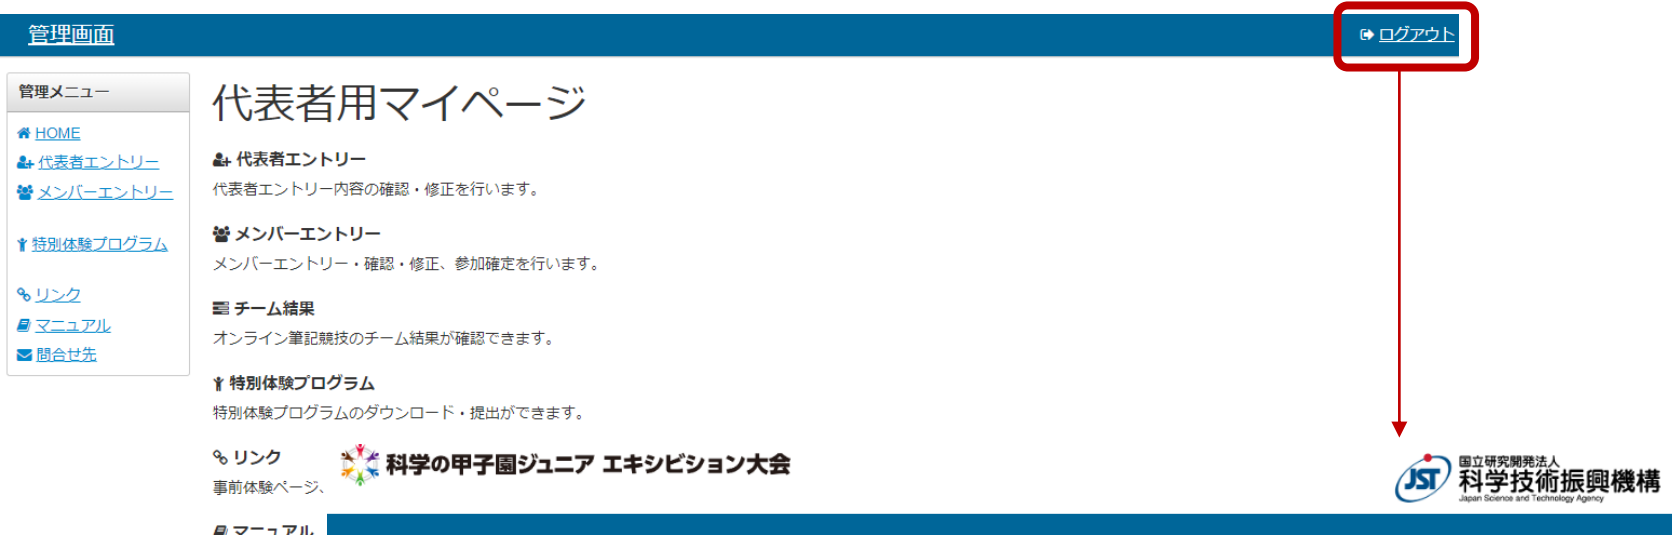 管理画面
ログアウト
管理メニュー
HOME
代表者エントリー
メンバーエントリー
特別体験プログラム
リンク
マニュアル
問合せ先
代表者用マイページ
代表者エントリー
代表者エントリー内容の確認・修正を行います。
メンバーエントリー
メンバーエントリー・確認・修正、参加確定を行います。
チーム結果
オンライン筆記競技のチーム結果が確認できます。
特別体験プログラム
特別体験プログラムのダウンロード・提出ができます。
リンク
事前体験ページ、
マニュアル
科学の甲子園ジュニア エキシビション大会
JST
国立研究開発法人
科学技術振興機構
Japan Science and Technology Agency